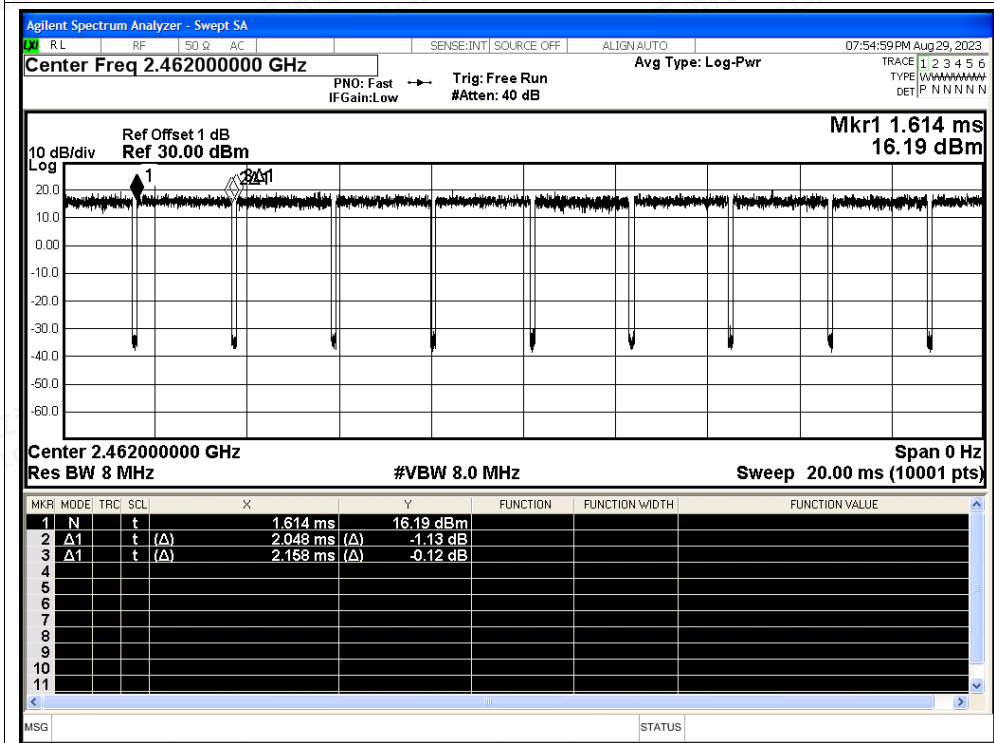 Agilent Spectrum Analyzer - Swept SA
LXI RL RF 50 Ω AC SENSE:INT SOURCE OFF ALIGN AUTO 07:54:59 PM Aug 29, 2023
Center Freq 2.462000000 GHz PNO: Fast Trig: Free Run Avg Type: Log-Pwr TRACE 1 2 3 4 5 6
TYPE WWWWWW
IFGain:Low #Atten: 40 dB DET P N N N N N
Mkr1 1.614 ms
Ref Offset 1 dB
10 dB/div Ref 30.00 dBm 16.19 dBm
Log
1 2Δ1 3Δ1
20.0
10.0
0.00
-10.0
-20.0
-30.0
-40.0
-50.0
-60.0
Center 2.462000000 GHz Span 0 Hz
Res BW 8 MHz #VBW 8.0 MHz Sweep 20.00 ms (10001 pts)
MKR MODE TRC SCL X Y FUNCTION FUNCTION WIDTH FUNCTION VALUE
1 N t 1.614 ms 16.19 dBm
2 Δ1 t (Δ) 2.048 ms (Δ) -1.13 dB
3 Δ1 t (Δ) 2.158 ms (Δ) -0.12 dB
4
5
6
7
8
9
10
11
MSG STATUS